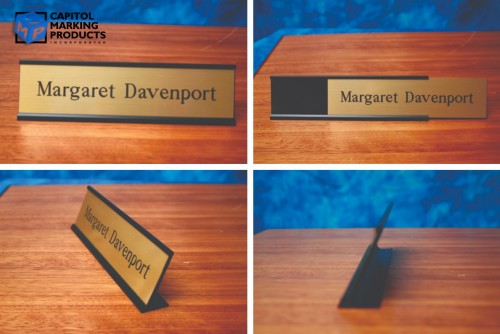 CAPITOL
MARKING
PRODUCTS
INCORPORATED
Margaret Davenport
Margaret Davenport
Margaret Davenport